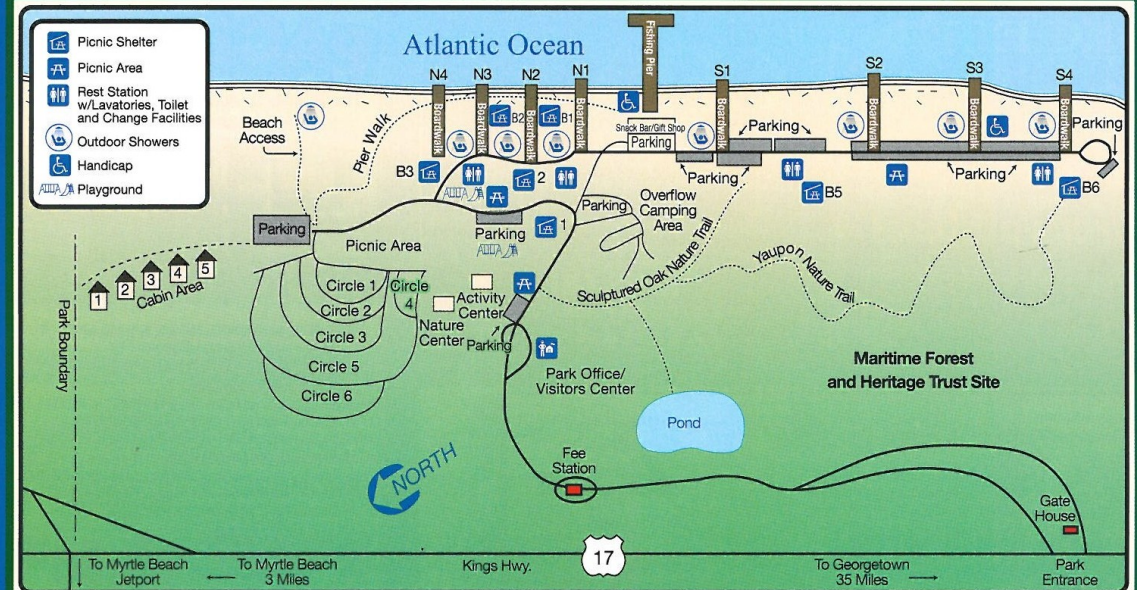 Picnic Shelter
Picnic Area
Rest Station
w/Lavatories, Toilet
and Change Facilities
Outdoor Showers
Handicap
Playground
Atlantic Ocean
Fishing Pier
N4
N3
N2
N1
S1
S2
S3
S4
Boardwalk
Boardwalk
Boardwalk
Boardwalk
Boardwalk
Boardwalk
Boardwalk
Boardwalk
Beach
Access
Pier Walk
B2
B1
Snack Bar/Gift Shop
Parking
Parking
Parking
Parking
Parking
B3
2
B5
B6
Parking
Overflow
Camping
Area
1
Parking
Parking
Picnic Area
Sculptured Oak Nature Trail
Yaupon Nature Trail
1
2
3
4
5
Cabin Area
Park Boundary
Circle 1
Circle 2
Circle 3
Circle
4
Circle 5
Circle 6
Activity
Center
Nature
Center
Parking
Park Office/
Visitors Center
Maritime Forest
and Heritage Trust Site
Pond
NORTH
Fee
Station
Gate
House
17
To Myrtle Beach
Jetport
To Myrtle Beach
3 Miles
Kings Hwy.
To Georgetown
35 Miles
Park
Entrance